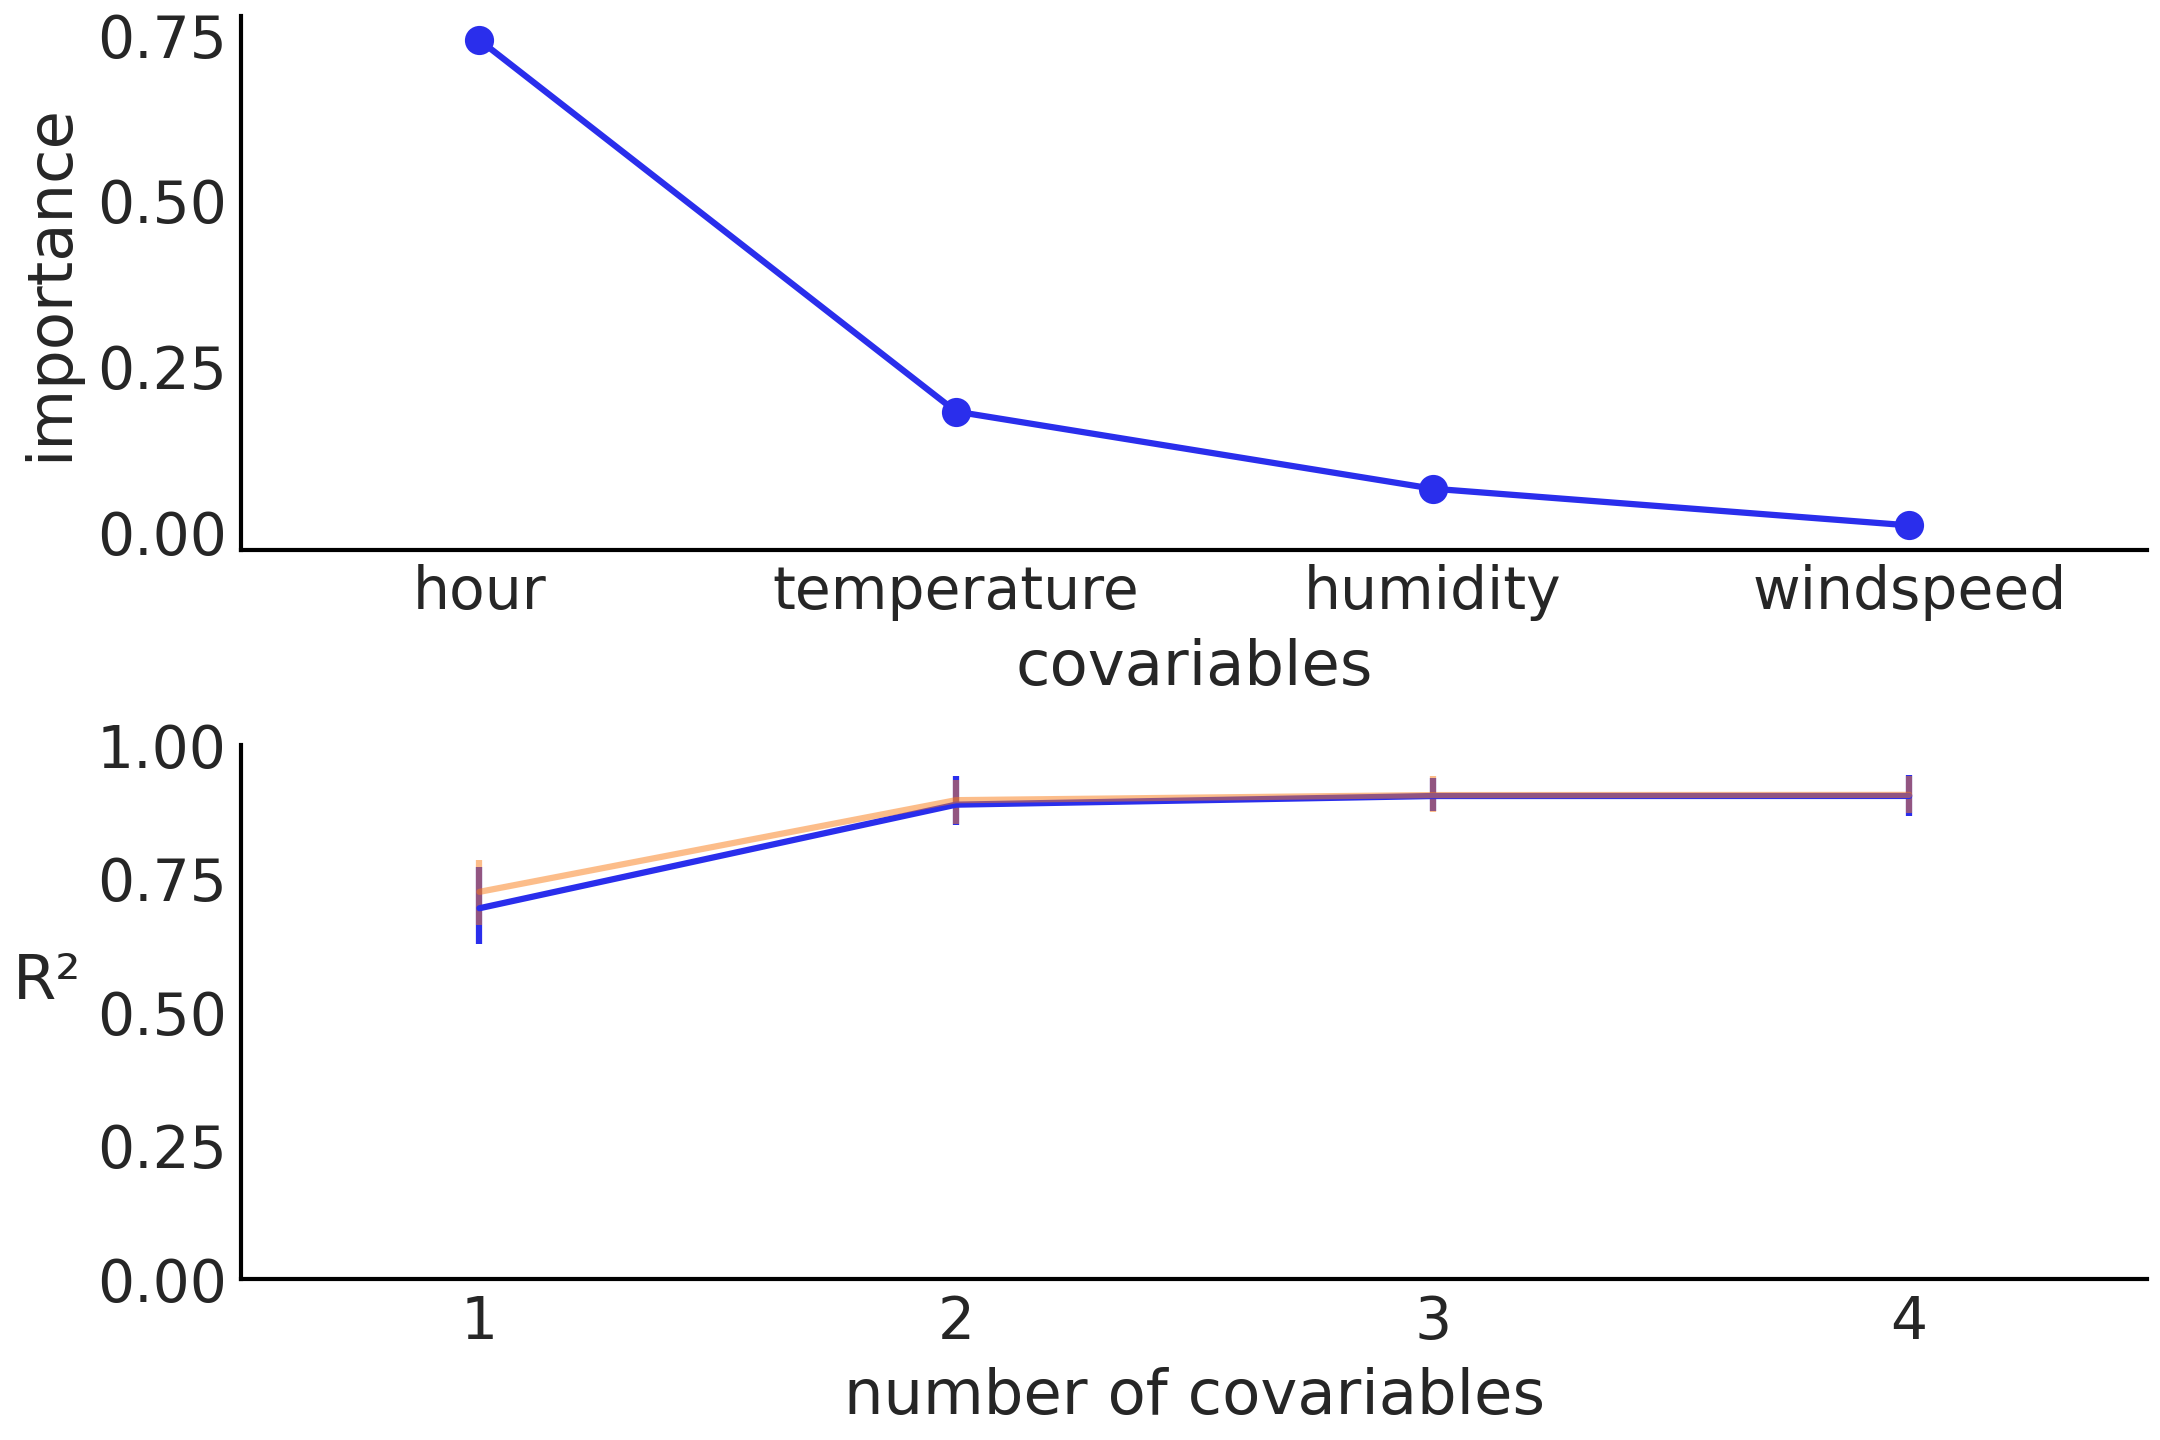 0.75
0.50
0.25
0.00
importance
hour temperature humidity windspeed
covariables
1.00
0.75
0.50
0.25
0.00
R²
1 2 3 4
number of covariables